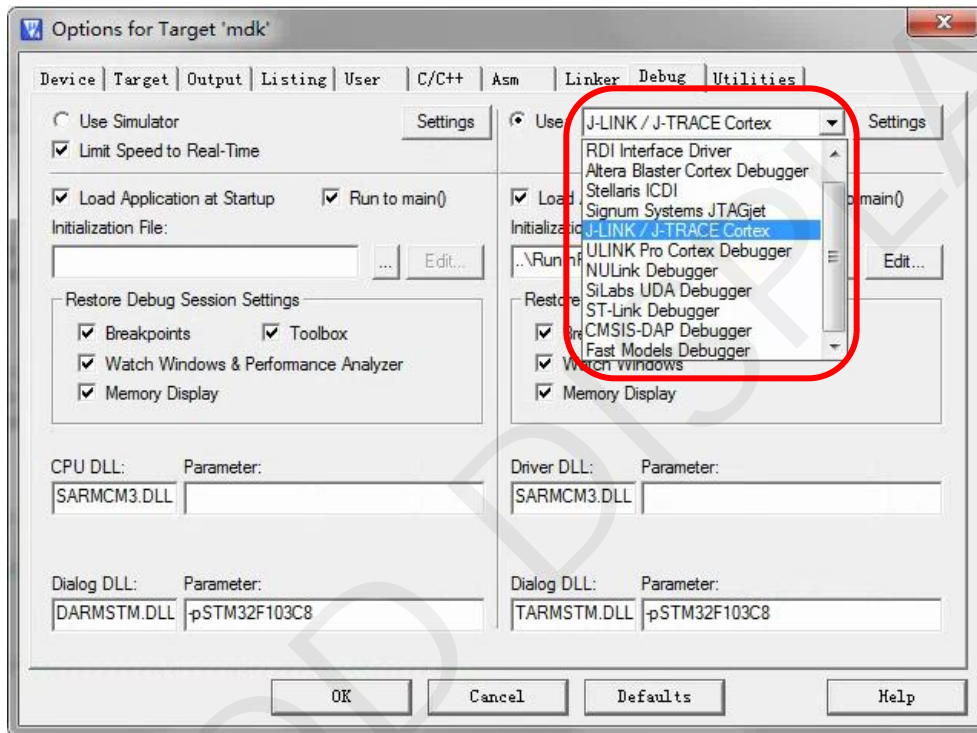 Options for Target 'mdk'
Device Target Output Listing User C/C++ Asm Linker Debug Utilities
Use Simulator Settings
Limit Speed to Real-Time
Load Application at Startup Run to main()
Initialization File:
... Edit...
Restore Debug Session Settings
Breakpoints Toolbox
Watch Windows & Performance Analyzer
Memory Display
CPU DLL: Parameter:
SARMCM3.DLL
Dialog DLL: Parameter:
DARMSTM.DLL -pSTM32F103C8
Use J-LINK / J-TRACE Cortex Settings
RDI Interface Driver
Altera Blaster Cortex Debugger
Stellaris ICDI
Signum Systems JTAGjet
J-LINK / J-TRACE Cortex
ULINK Pro Cortex Debugger
NULink Debugger
SiLabs UDA Debugger
ST-Link Debugger
CMSIS-DAP Debugger
Fast Models Debugger
Load main()
Edit...
Restore
Watch Windows
Memory Display
Driver DLL: Parameter:
SARMCM3.DLL
Dialog DLL: Parameter:
TARMSTM.DLL -pSTM32F103C8
OK Cancel Defaults Help